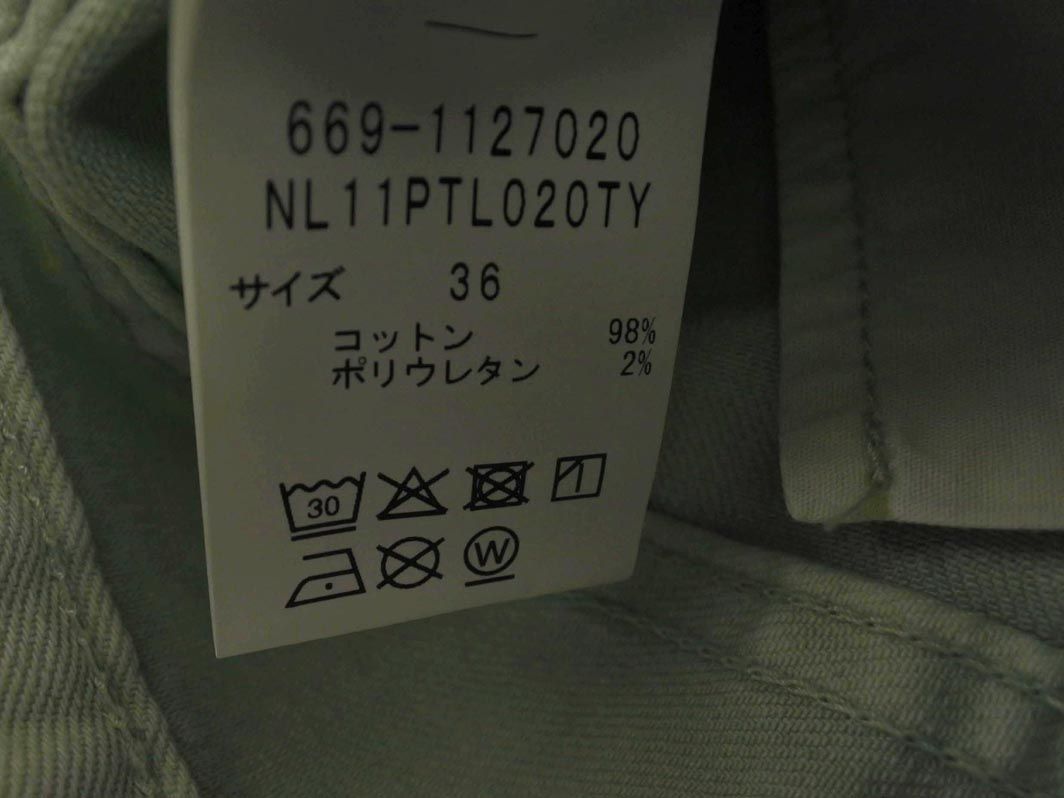 669-1127020
NL11PTL020TY
サイズ 36
コットン 98%
ポリウレタン 2%
30
W